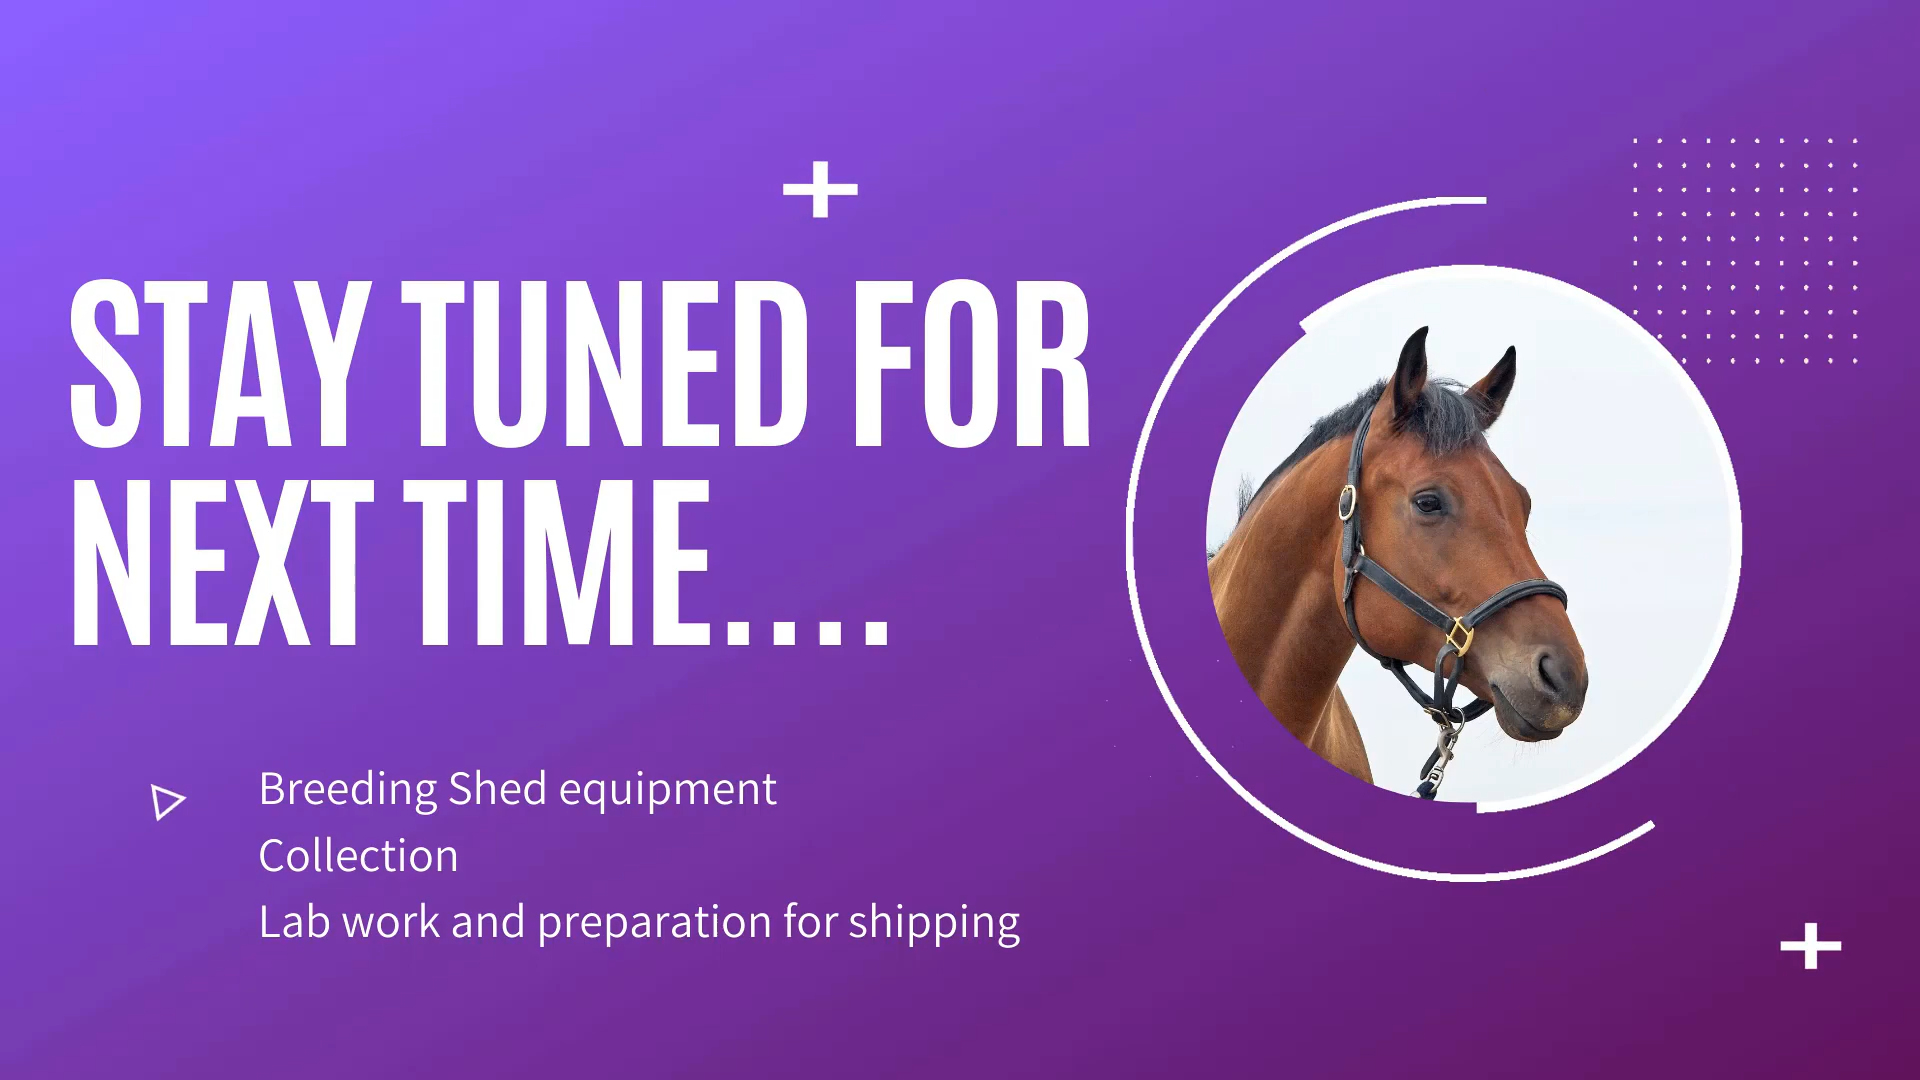 STAY TUNED FOR
NEXT TIME....
Breeding Shed equipment
Collection
Lab work and preparation for shipping